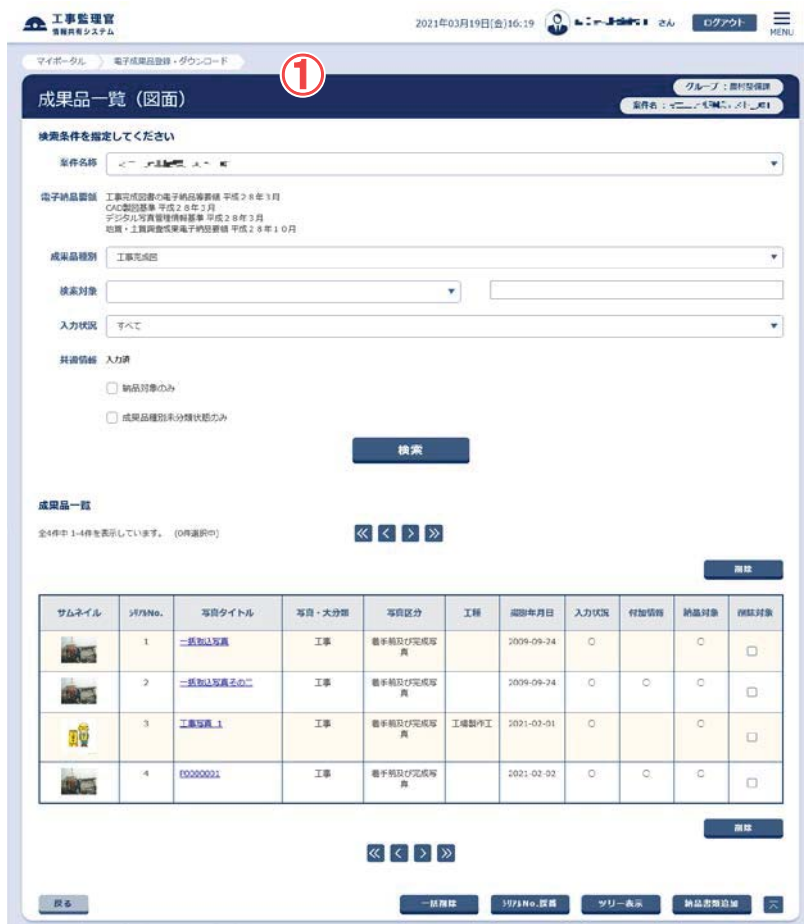 工事監理官
情報共有システム
2021年03月19日(金)16:19
さん
ログアウト
MENU
マイポータル
電子成果品登録・ダウンロード
①
成果品一覧（図面）
グループ：農村整備課
案件名：
検索条件を指定してください
案件名称
電子納品要領
工事完成図書の電子納品等要領 平成２８年３月
CAD製図基準 平成２８年３月
デジタル写真管理情報基準 平成２８年３月
地質・土質調査成果電子納品要領 平成２８年１０月
成果品種別
工事完成図
検索対象
入力状況
すべて
共通情報
入力済
納品対象のみ
成果品種別未分類状態のみ
検索
成果品一覧
全4件中 1-4件を表示しています。 (0件選択中)
削除
サムネイル ｼﾘｱﾙNo. 写真タイトル 写真・大分類 写真区分 工種 撮影年月日 入力状況 付加情報 納品対象 削除対象
1 一括取込写真 工事 着手前及び完成写真 2009-09-24 ○ ○
2 一括取込写真その二 工事 着手前及び完成写真 2009-09-24 ○ ○ ○
3 工事写真_1 工事 着手前及び完成写真 工場製作工 2021-02-01 ○ ○
4 P0000001 工事 着手前及び完成写真 2021-02-02 ○ ○ ○
削除
戻る
一括削除
ｼﾘｱﾙNo.採番
ツリー表示
納品書類追加